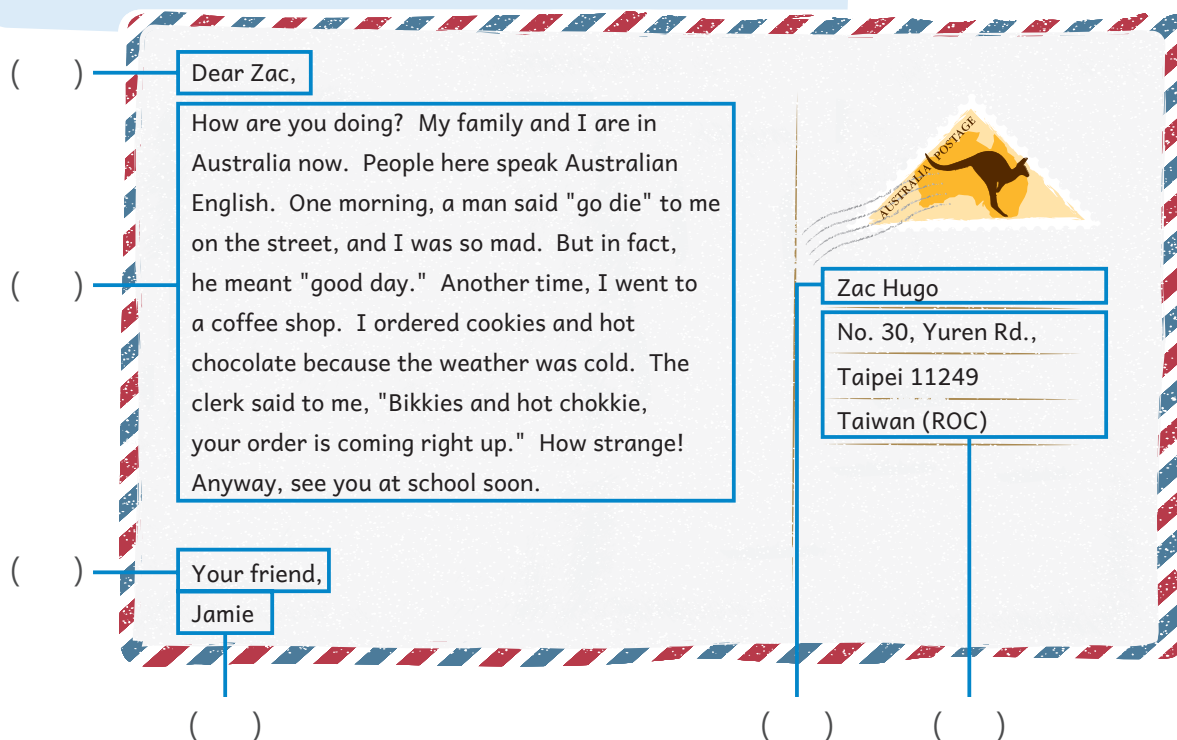 ( )
Dear Zac,
( )
How are you doing? My family and I are in
Australia now. People here speak Australian
English. One morning, a man said "go die" to me
on the street, and I was so mad. But in fact,
he meant "good day." Another time, I went to
a coffee shop. I ordered cookies and hot
chocolate because the weather was cold. The
clerk said to me, "Bikkies and hot chokkie,
your order is coming right up." How strange!
Anyway, see you at school soon.
( )
Your friend,
Jamie
AUSTRALIA POSTAGE
Zac Hugo
No. 30, Yuren Rd.,
Taipei 11249
Taiwan (ROC)
( ) ( ) ( )